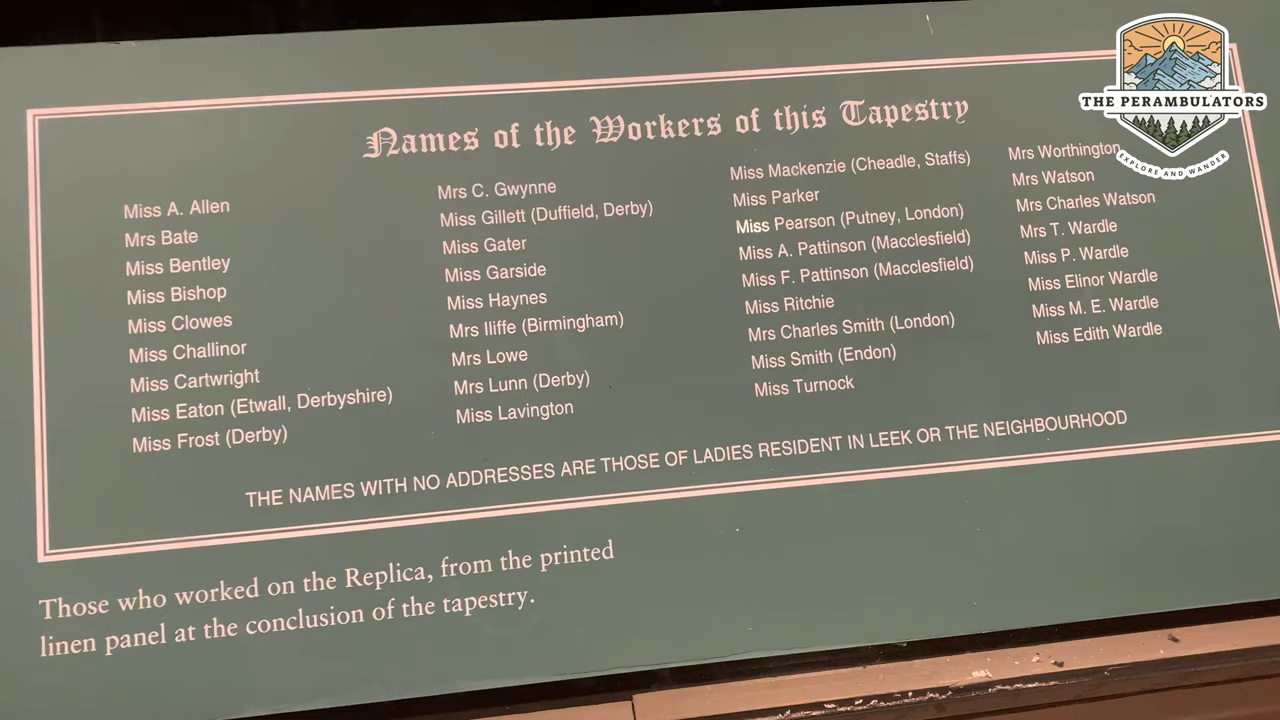 Names of the Workers of this Tapestry
Miss A. Allen
Mrs Bate
Miss Bentley
Miss Bishop
Miss Clowes
Miss Challinor
Miss Cartwright
Miss Eaton (Etwall, Derbyshire)
Miss Frost (Derby)
Mrs C. Gwynne
Miss Gillett (Duffield, Derby)
Miss Gater
Miss Garside
Miss Haynes
Mrs Iliffe (Birmingham)
Mrs Lowe
Mrs Lunn (Derby)
Miss Lavington
Miss Mackenzie (Cheadle, Staffs)
Miss Parker
Miss Pearson (Putney, London)
Miss A. Pattinson (Macclesfield)
Miss F. Pattinson (Macclesfield)
Miss Ritchie
Mrs Charles Smith (London)
Miss Smith (Endon)
Miss Turnock
Mrs Worthington
Mrs Watson
Mrs Charles Watson
Mrs T. Wardle
Miss P. Wardle
Miss Elinor Wardle
Miss M. E. Wardle
Miss Edith Wardle
THE NAMES WITH NO ADDRESSES ARE THOSE OF LADIES RESIDENT IN LEEK OR THE NEIGHBOURHOOD
Those who worked on the Replica, from the printed
linen panel at the conclusion of the tapestry.
THE PERAMBULATORS
EXPLORE AND WANDER